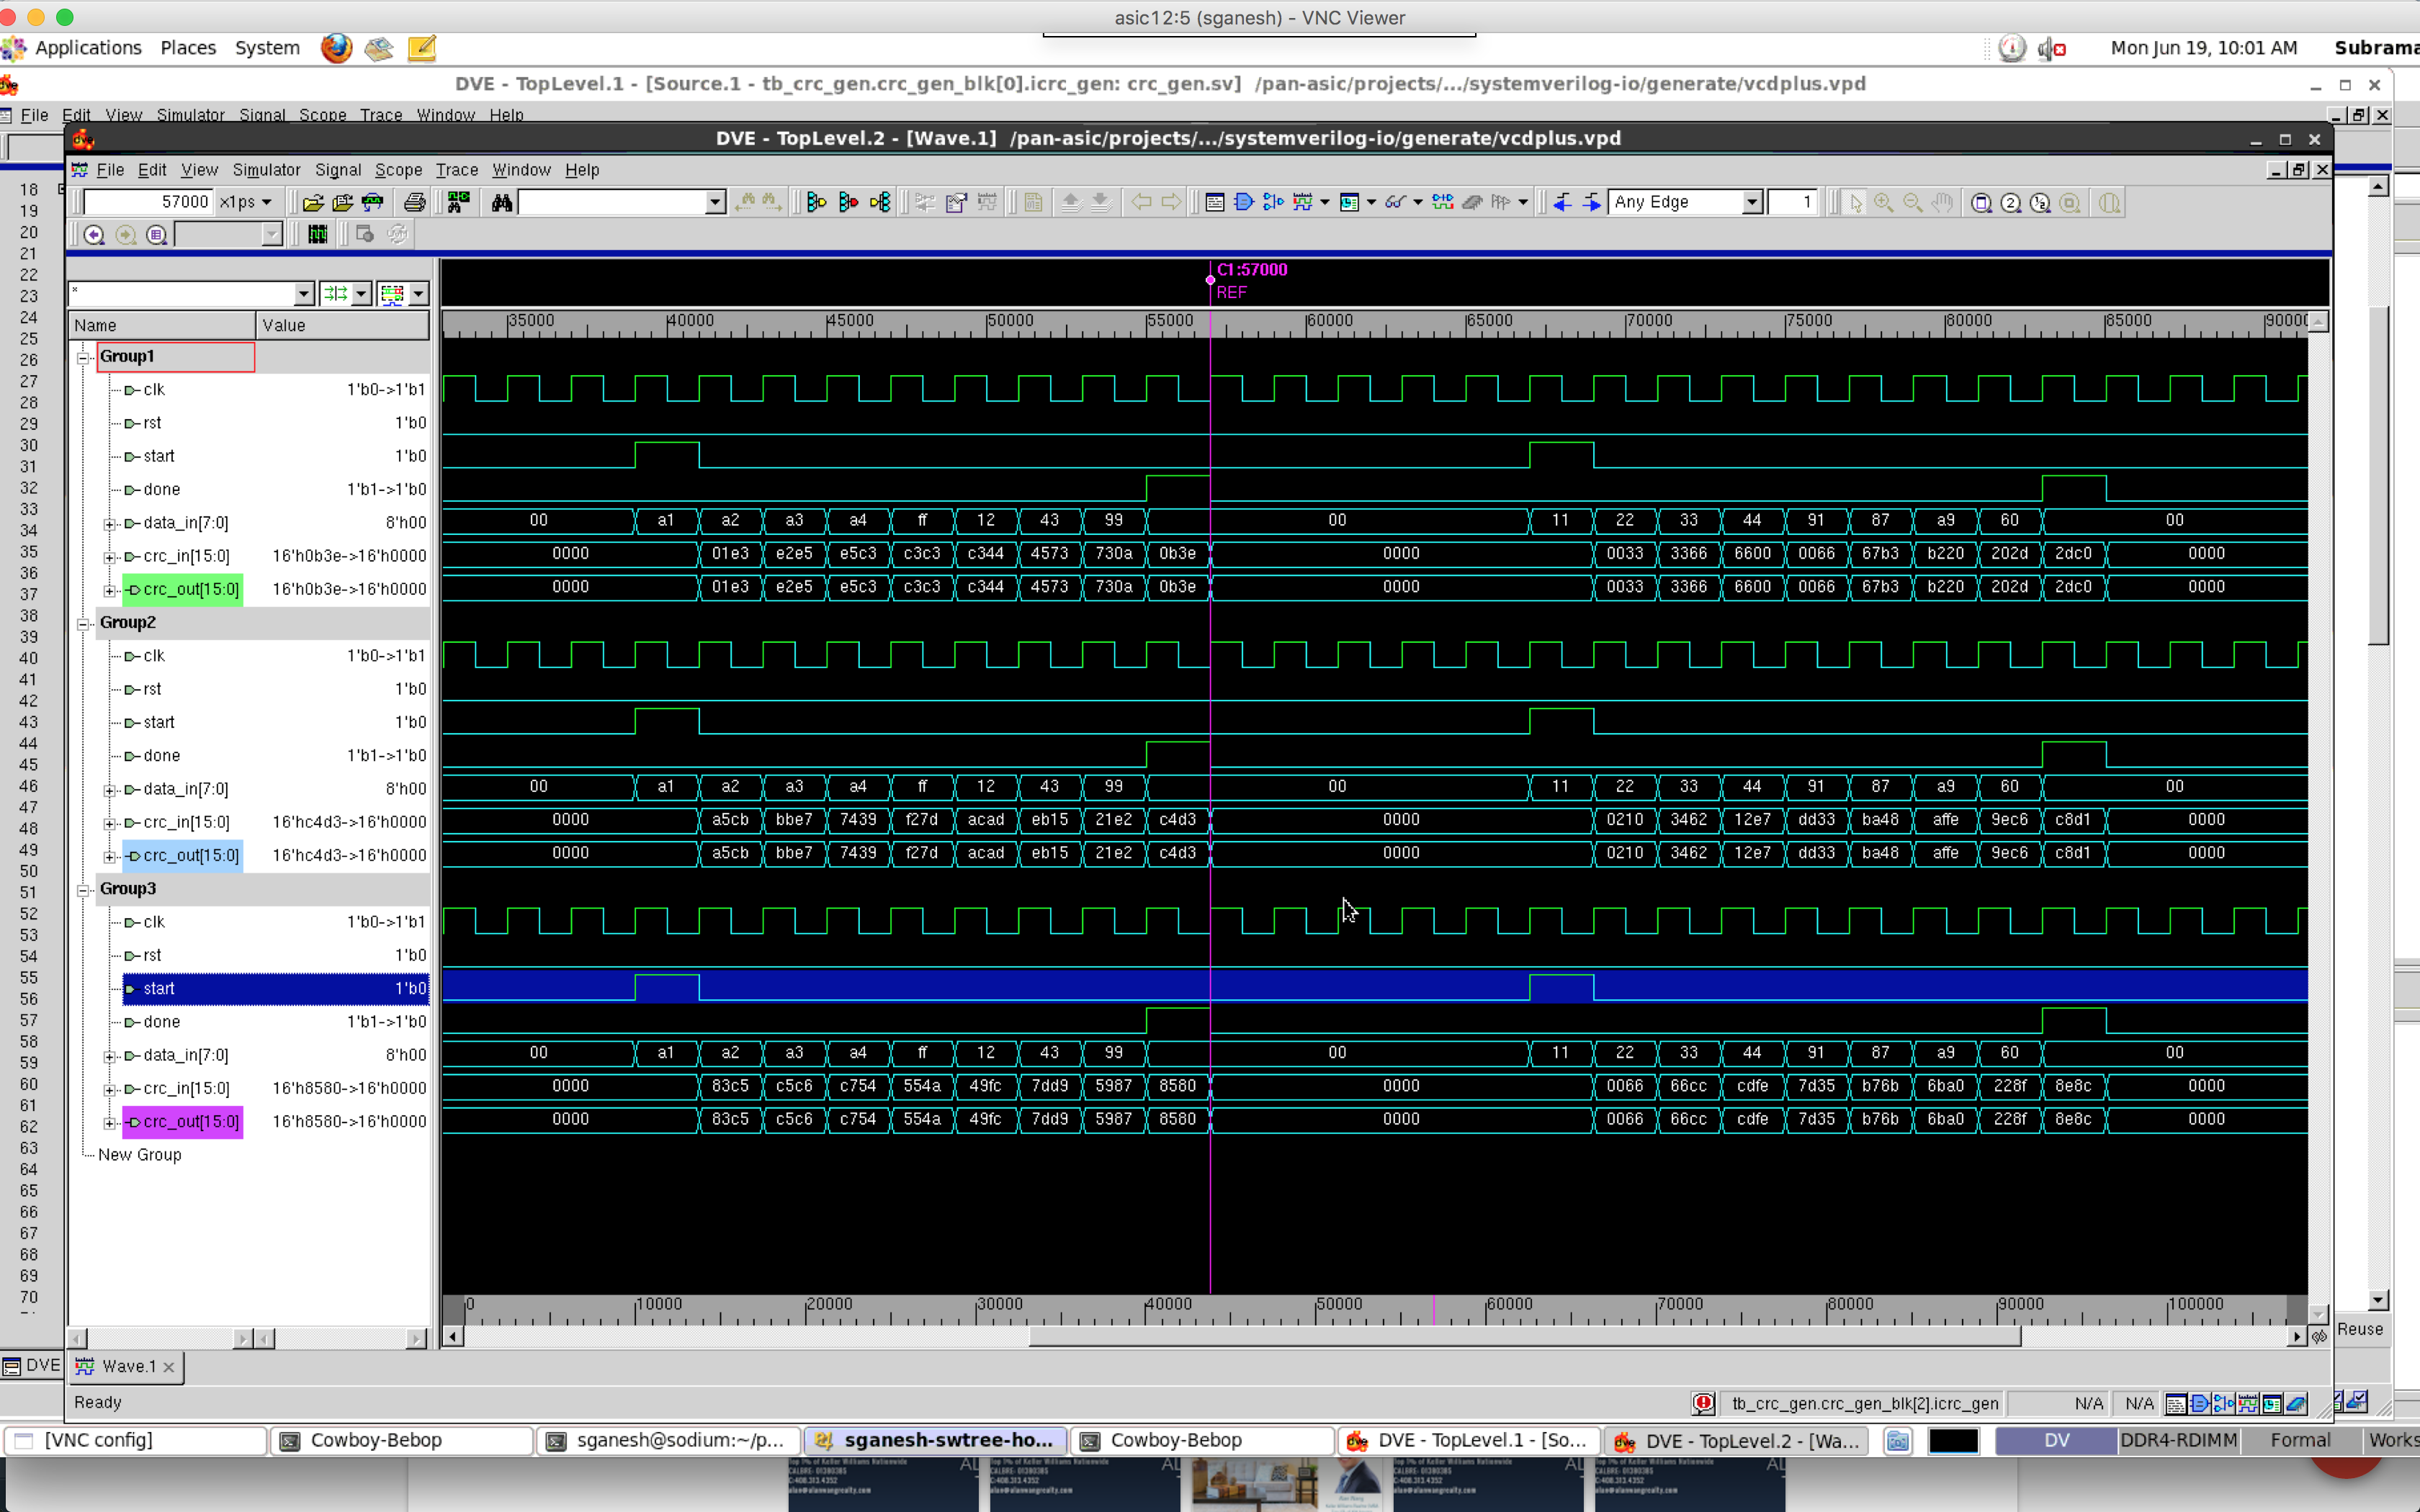 asic12:5 (sganesh) - VNC Viewer
Applications Places System Mon Jun 19, 10:01 AM Subrama
DVE - TopLevel.1 - [Source.1 - tb_crc_gen.crc_gen_blk[0].icrc_gen: crc_gen.sv] /pan-asic/projects/.../systemverilog-io/generate/vcdplus.vpd
File Edit View Simulator Signal Scope Trace Window Help
DVE - TopLevel.2 - [Wave.1] /pan-asic/projects/.../systemverilog-io/generate/vcdplus.vpd
File Edit View Simulator Signal Scope Trace Window Help
57000 x1ps Any Edge 1
C1:57000
REF
*
Name Value
35000 40000 45000 50000 55000 60000 65000 70000 75000 80000 85000 90000
Group1
clk 1'b0->1'b1
rst 1'b0
start 1'b0
done 1'b1->1'b0
data_in[7:0] 8'h00 00 a1 a2 a3 a4 ff 12 43 99 00 11 22 33 44 91 87 a9 60 00
crc_in[15:0] 16'h0b3e->16'h0000 0000 01e3 e2e5 e5c3 c3c3 c344 4573 730a 0b3e 0000 0033 3366 6600 0066 67b3 b220 202d 2dc0 0000
crc_out[15:0] 16'h0b3e->16'h0000 0000 01e3 e2e5 e5c3 c3c3 c344 4573 730a 0b3e 0000 0033 3366 6600 0066 67b3 b220 202d 2dc0 0000
Group2
clk 1'b0->1'b1
rst 1'b0
start 1'b0
done 1'b1->1'b0
data_in[7:0] 8'h00 00 a1 a2 a3 a4 ff 12 43 99 00 11 22 33 44 91 87 a9 60 00
crc_in[15:0] 16'hc4d3->16'h0000 0000 a5cb bbe7 7439 f27d acad eb15 21e2 c4d3 0000 0210 3462 12e7 dd33 ba48 affe 9ec6 c8d1 0000
crc_out[15:0] 16'hc4d3->16'h0000 0000 a5cb bbe7 7439 f27d acad eb15 21e2 c4d3 0000 0210 3462 12e7 dd33 ba48 affe 9ec6 c8d1 0000
Group3
clk 1'b0->1'b1
rst 1'b0
start 1'b0
done 1'b1->1'b0
data_in[7:0] 8'h00 00 a1 a2 a3 a4 ff 12 43 99 00 11 22 33 44 91 87 a9 60 00
crc_in[15:0] 16'h8580->16'h0000 0000 83c5 c5c6 c754 554a 49fc 7dd9 5987 8580 0000 0066 66cc cdfe 7d35 b76b 6ba0 228f 8e8c 0000
crc_out[15:0] 16'h8580->16'h0000 0000 83c5 c5c6 c754 554a 49fc 7dd9 5987 8580 0000 0066 66cc cdfe 7d35 b76b 6ba0 228f 8e8c 0000
New Group
18
19
20
21
22
23
24
25
26
27
28
29
30
31
32
33
34
35
36
37
38
39
40
41
42
43
44
45
46
47
48
49
50
51
52
53
54
55
56
57
58
59
60
61
62
63
64
65
66
67
68
69
70
0 10000 20000 30000 40000 50000 60000 70000 80000 90000 100000
Reuse
DVE Wave.1
Ready tb_crc_gen.crc_gen_blk[2].icrc_gen N/A N/A
[VNC config] Cowboy-Bebop sganesh@sodium:~/p... sganesh-swtree-ho... Cowboy-Bebop DVE - TopLevel.1 - [So... DVE - TopLevel.2 - [Wa... DV DDR4-RDIMM Formal Works